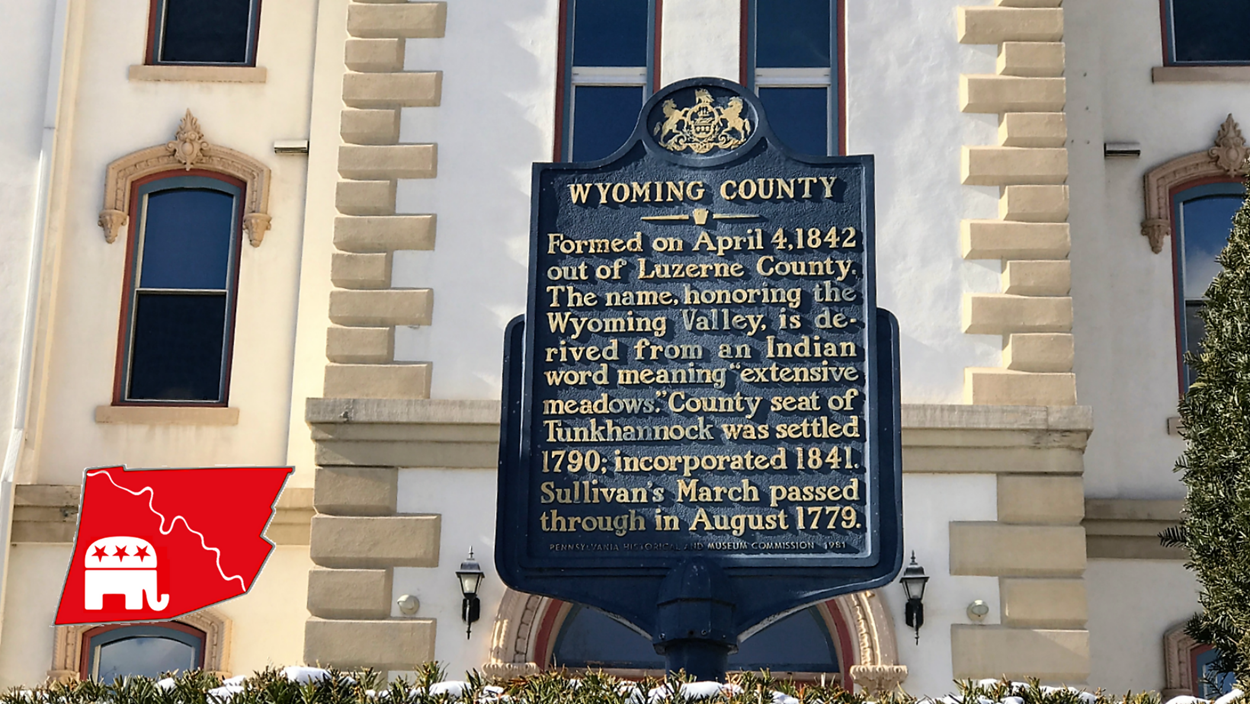 WYOMING COUNTY
Formed on April 4, 1842
out of Luzerne County.
The name, honoring the
Wyoming Valley, is de-
rived from an Indian
word meaning "extensive
meadows." County seat of
Tunkhannock was settled
1790; incorporated 1841.
Sullivan's March passed
through in August 1779.
PENNSYLVANIA HISTORICAL AND MUSEUM COMMISSION 1981